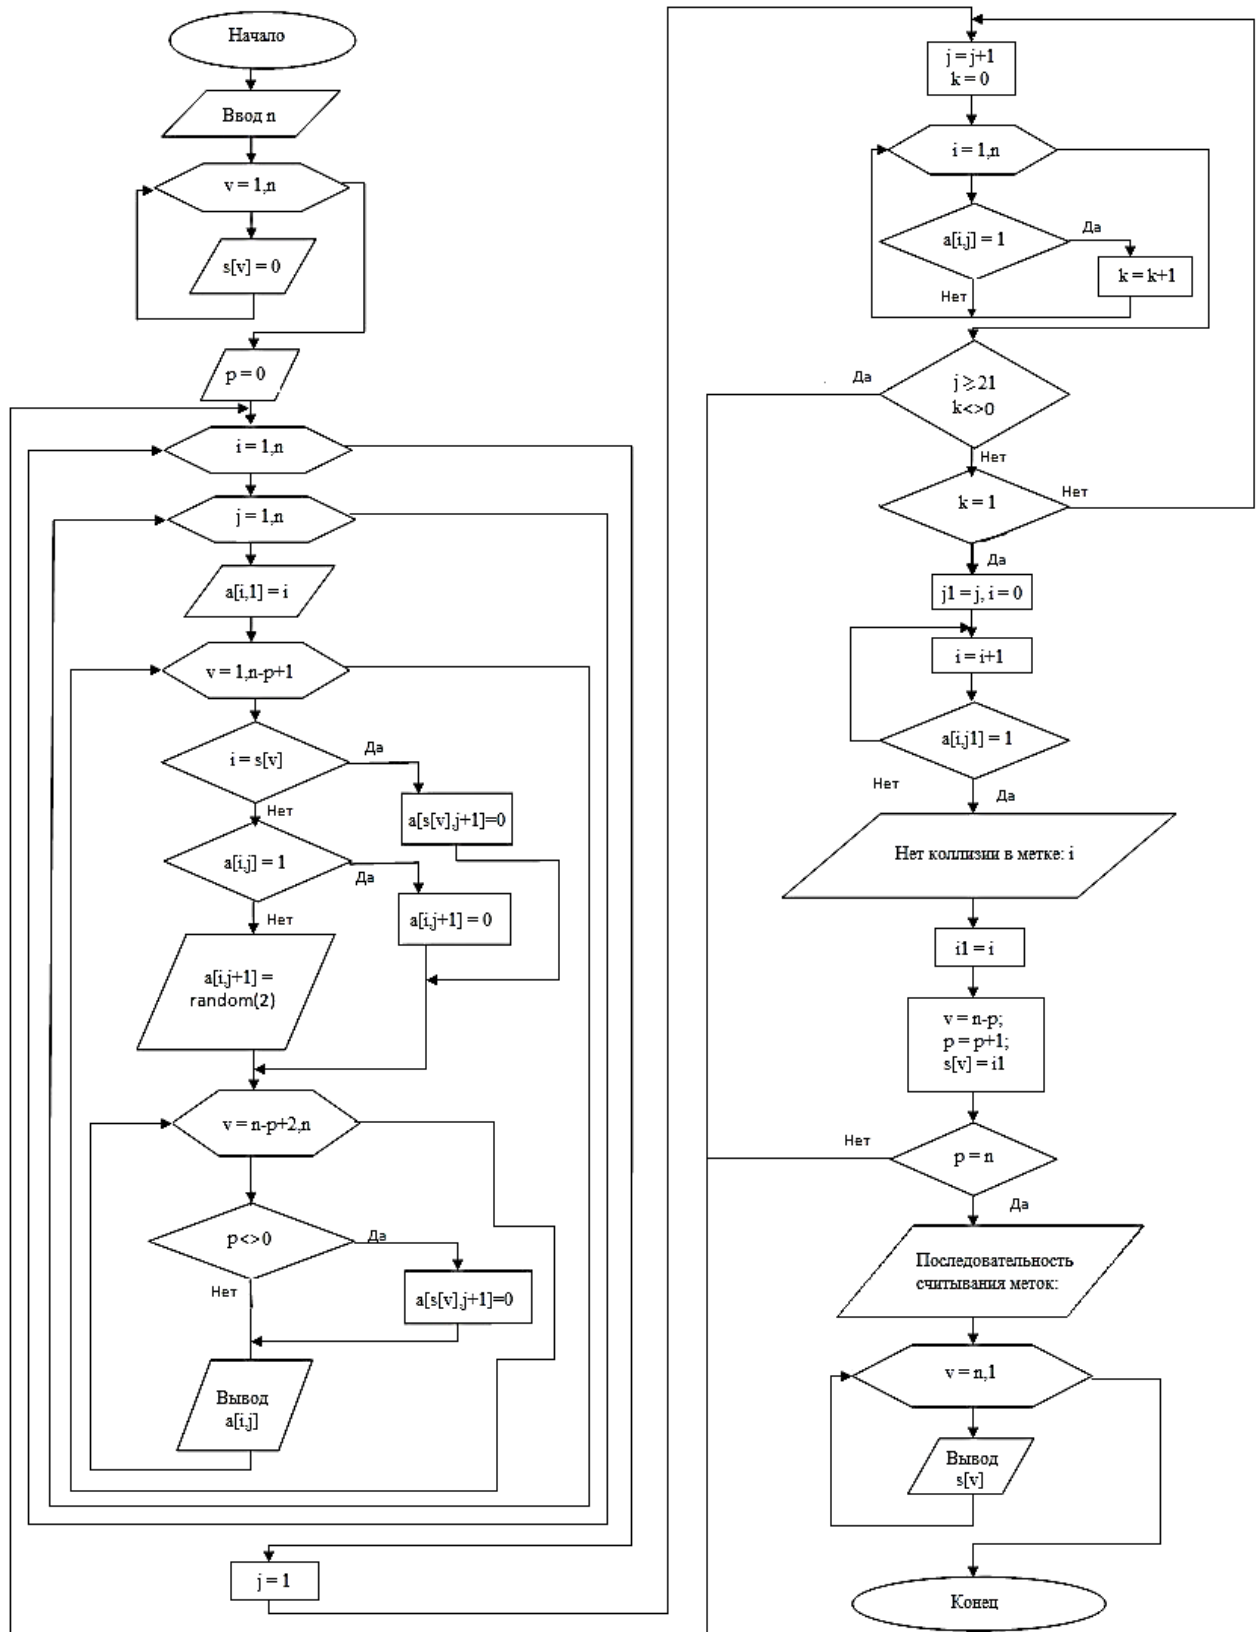 Начало
Ввод n
v = 1,n
s[v] = 0
p = 0
i = 1,n
j = 1,n
a[i,1] = i
v = 1,n-p+1
i = s[v]
Да
Нет
a[s[v],j+1]=0
a[i,j] = 1
Да
Нет
a[i,j+1] = 0
a[i,j+1] =
random(2)
v = n-p+2,n
p<>0
Да
Нет
a[s[v],j+1]=0
Вывод
a[i,j]
j = 1
j = j+1
k = 0
i = 1,n
a[i,j] = 1
Да
k = k+1
Нет
Да
j ≥21
k<>0
Нет
k = 1
Нет
Да
j1 = j, i = 0
i = i+1
a[i,j1] = 1
Нет
Да
Нет коллизии в метке: i
i1 = i
v = n-p;
p = p+1;
s[v] = i1
Нет
p = n
Да
Последовательность
считывания меток:
v = n,1
Вывод
s[v]
Конец